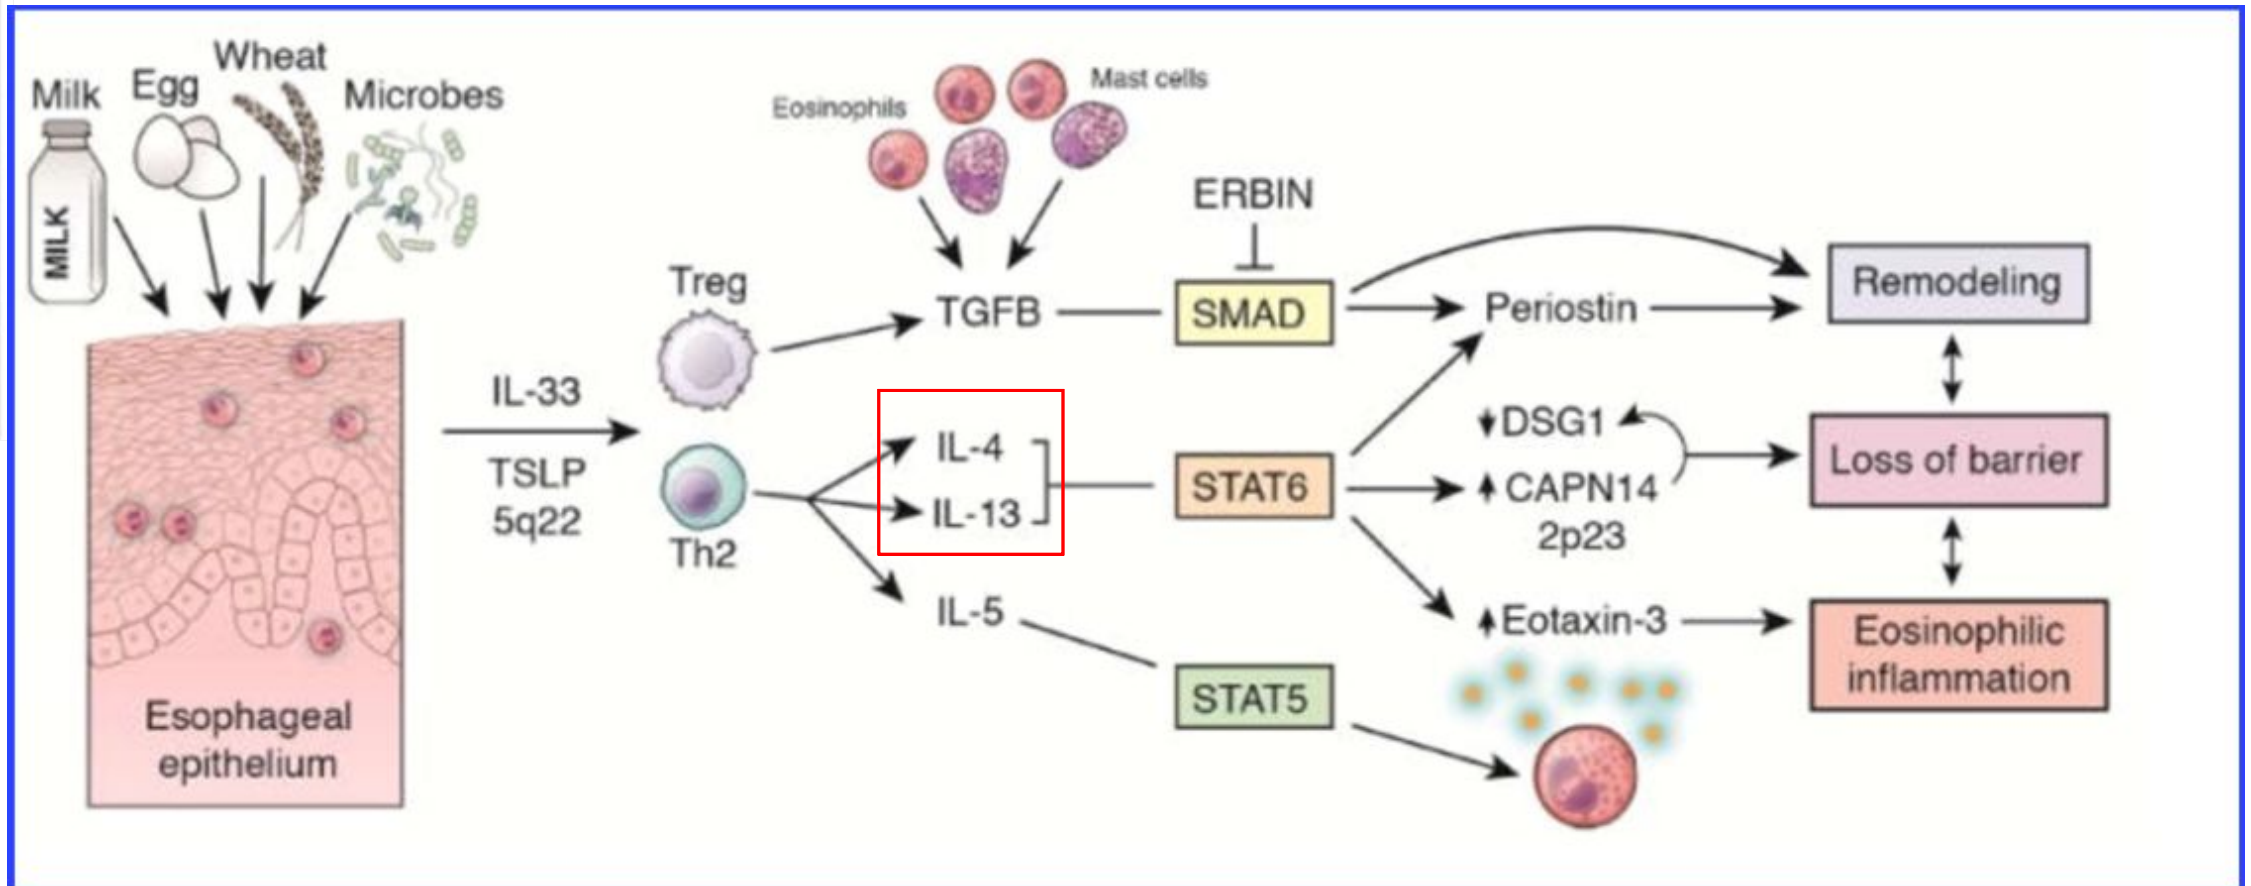 Milk
Egg
Wheat
Microbes
MILK
Esophageal
epithelium
IL-33
TSLP
5q22
Treg
Th2
Eosinophils
Mast cells
TGFB
IL-4
IL-13
IL-5
ERBIN
SMAD
STAT6
STAT5
Periostin
DSG1
CAPN14
2p23
Eotaxin-3
Remodeling
Loss of barrier
Eosinophilic
inflammation